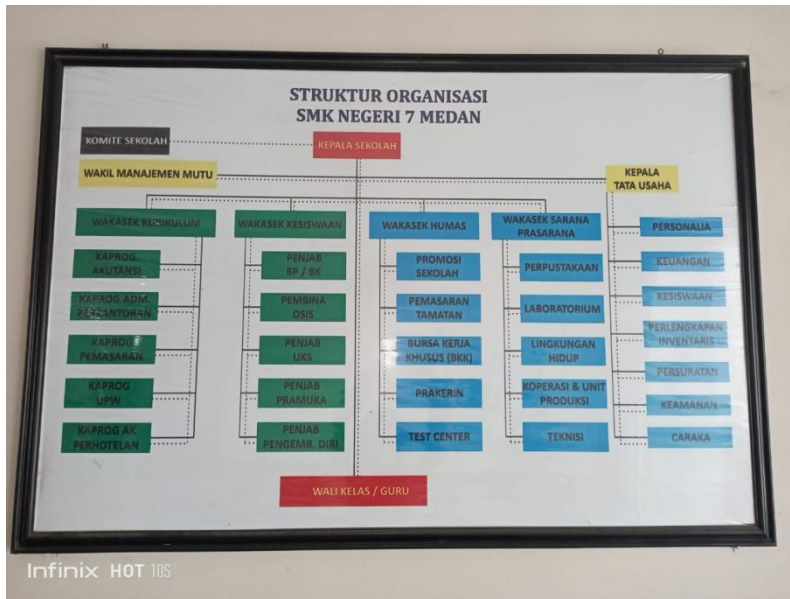 STRUKTUR ORGANISASI
SMK NEGERI 7 MEDAN
KOMITE SEKOLAH
KEPALA SEKOLAH
WAKIL MANAJEMEN MUTU
KEPALA
TATA USAHA
WAKASEK KURIKULUM
WAKASEK KESISWAAN
WAKASEK HUMAS
WAKASEK SARANA
PRASARANA
PERSONALIA
KAPROG.
AKUTANSI
PENJAB
BP / BK
PROMOSI
SEKOLAH
PERPUSTAKAAN
KEUANGAN
KAPROG ADM.
PERKANTORAN
PEMBINA
OSIS
PEMASARAN
TAMATAN
LABORATORIUM
KESISWAAN
KAPROG
PEMASARAN
PENJAB
UKS
BURSA KERJA
KHUSUS (BKK)
LINGKUNGAN
HIDUP
PERLENGKAPAN
INVENTARIS
KAPROG
UPW
PENJAB
PRAMUKA
PRAKERIN
KOPERASI & UNIT
PRODUKSI
PERSURATAN
KEAMANAN
KAPROG AK
PERHOTELAN
PENJAB
PENGEMB. DIRI
TEST CENTER
TEKNISI
CARAKA
WALI KELAS / GURU
Infinix HOT 10S